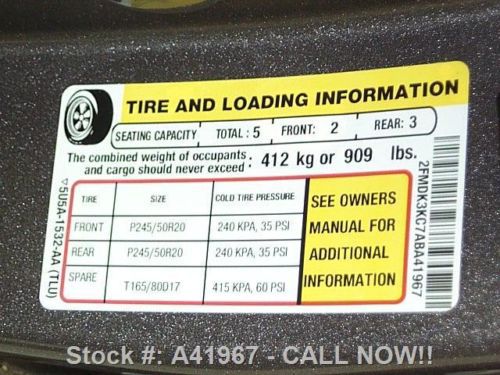 TIRE AND LOADING INFORMATION
SEATING CAPACITY TOTAL : 5 FRONT: 2 REAR: 3
The combined weight of occupants and cargo should never exceed : 412 kg or 909 lbs.
TIRE SIZE COLD TIRE PRESSURE
FRONT P245/50R20 240 KPA, 35 PSI
REAR P245/50R20 240 KPA, 35 PSI
SPARE T165/80D17 415 KPA, 60 PSI
SEE OWNERS
MANUAL FOR
ADDITIONAL
INFORMATION
▽5U5A-1532-AA (TLU)
2FMDK3KC7ABA41967
Stock #: A41967 - CALL NOW!!